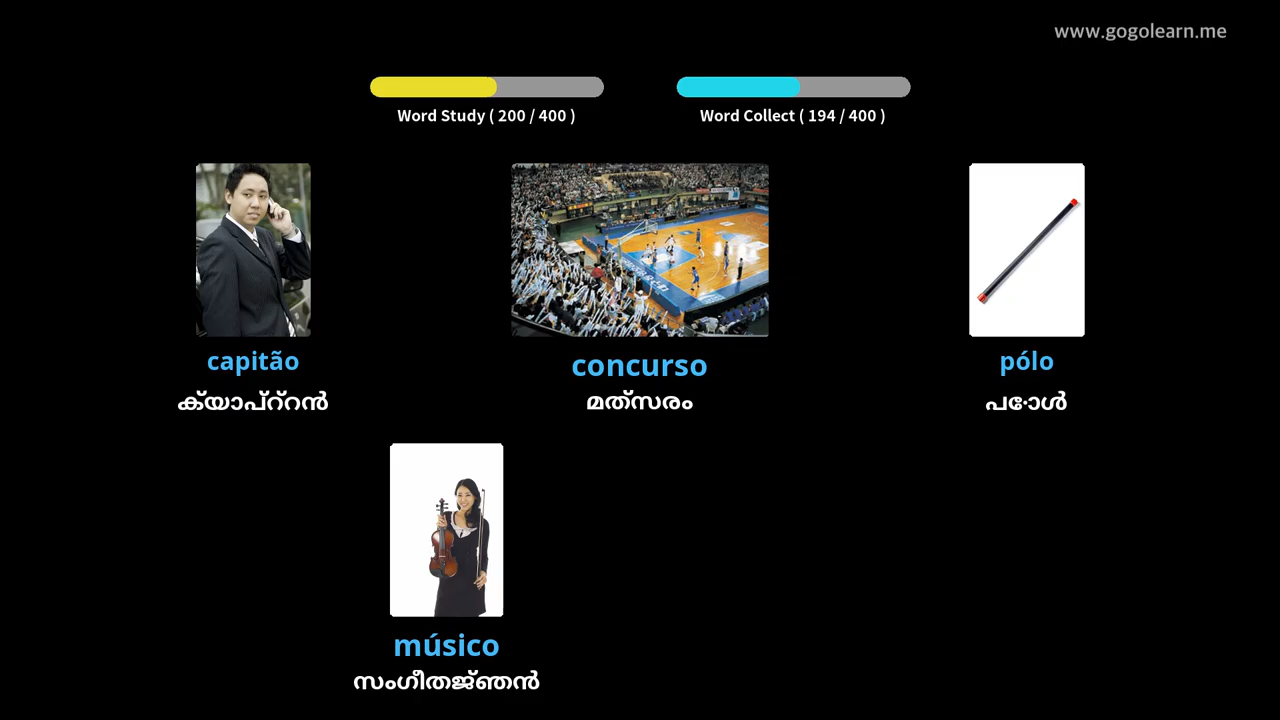 www.gogolearn.me
Word Study ( 200 / 400 )
Word Collect ( 194 / 400 )
capitão
ക്യാപ്റ്റൻ
concurso
മത്സരം
pólo
പോൾ
músico
സംഗീതജ്ഞൻ